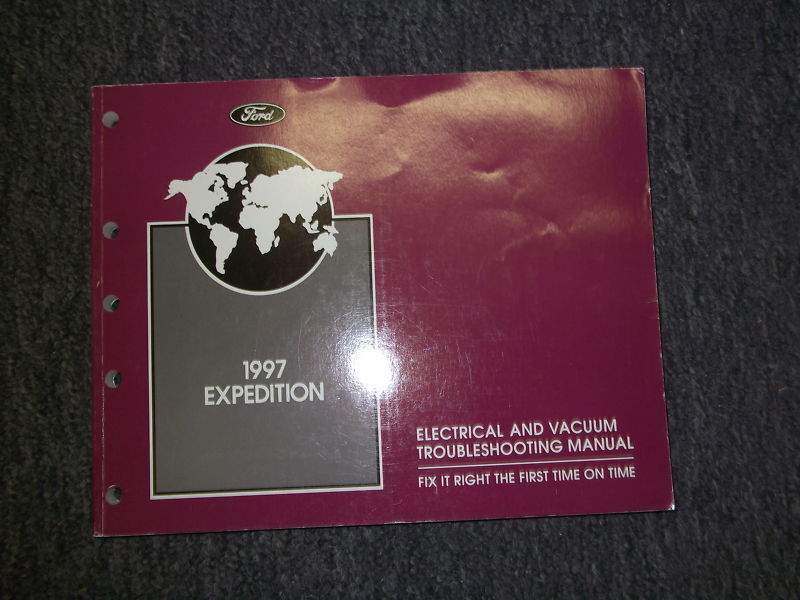 Ford
1997
EXPEDITION
ELECTRICAL AND VACUUM
TROUBLESHOOTING MANUAL
FIX IT RIGHT THE FIRST TIME ON TIME